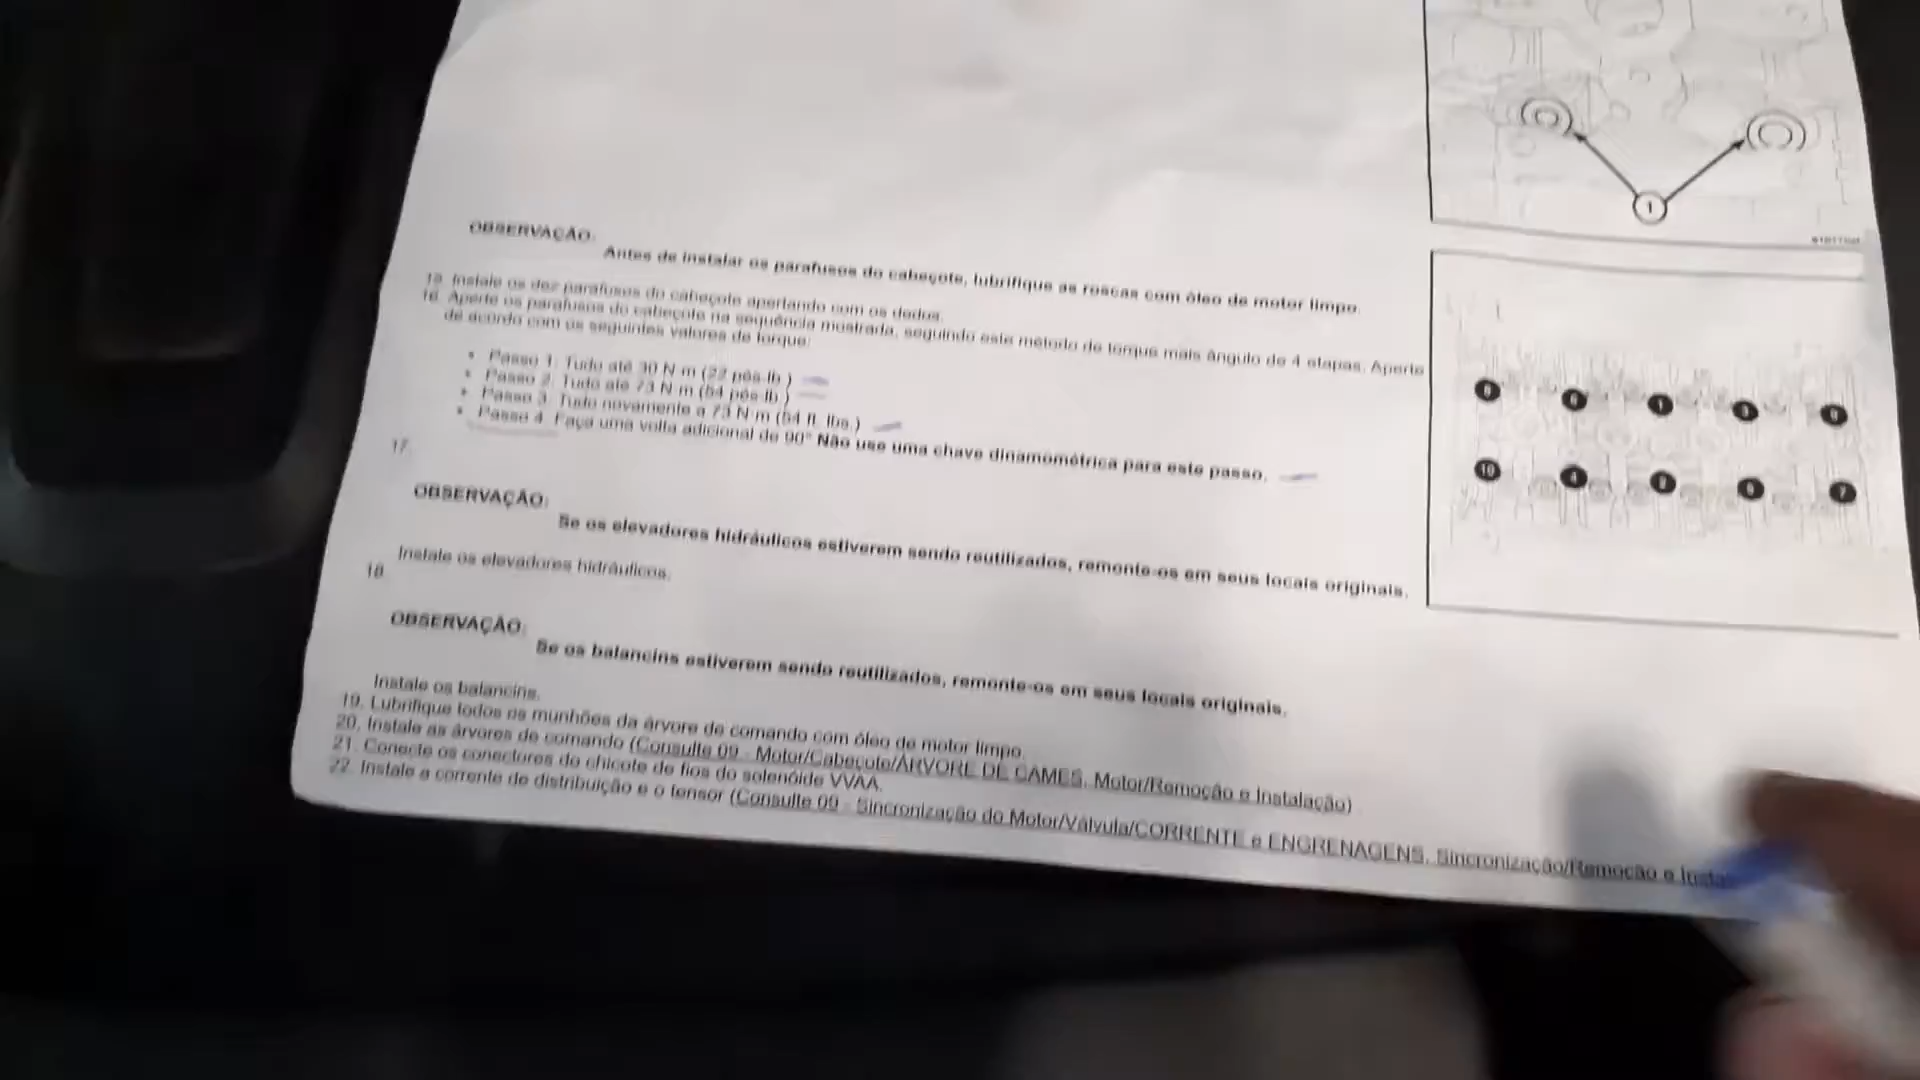 1
OBSERVAÇÃO:
Antes de instalar os parafusos do cabeçote, lubrifique as roscas com óleo de motor limpo.
15. Instale os dez parafusos do cabeçote apertando com os dedos.
16. Aperte os parafusos do cabeçote na sequência mostrada, seguindo este método de torque mais ângulo de 4 etapas. Aperte
de acordo com os seguintes valores de torque:
• Passo 1: Tudo até 30 N·m (22 pés-lb.)
• Passo 2: Tudo até 73 N·m (54 pés-lb.)
• Passo 3: Tudo novamente a 73 N·m (54 ft. lbs.)
• Passo 4: Faça uma volta adicional de 90° Não use uma chave dinamométrica para este passo.
1 3
10 4 7
17.
OBSERVAÇÃO:
Se os elevadores hidráulicos estiverem sendo reutilizados, remonte-os em seus locais originais.
Instale os elevadores hidráulicos.
18.
OBSERVAÇÃO:
Se os balancins estiverem sendo reutilizados, remonte-os em seus locais originais.
Instale os balancins.
19. Lubrifique todos os munhões da árvore de comando com óleo de motor limpo.
20. Instale as árvores de comando (Consulte 09 - Motor/Cabeçote/ÁRVORE DE CAMES, Motor/Remoção e Instalação)
21. Conecte os conectores do chicote de fios do solenóide VVAA.
22. Instale a corrente de distribuição e o tensor (Consulte 09 - Sincronização do Motor/Válvula/CORRENTE e ENGRENAGENS, Sincronização/Remoção e Insta